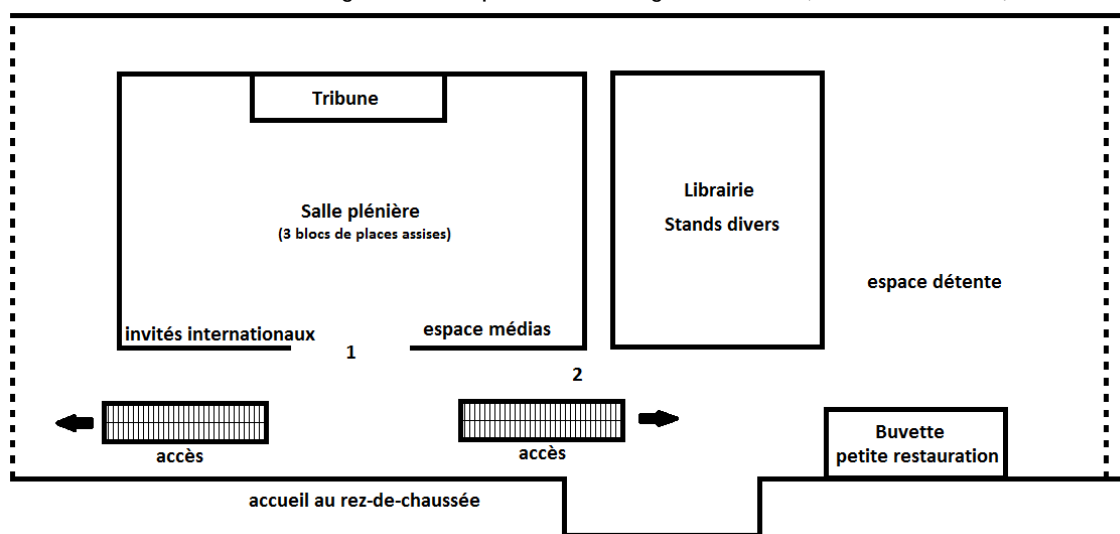 Tribune
Salle plénière
(3 blocs de places assises)
Librairie
Stands divers
espace détente
invités internationaux
espace médias
1
2
accès
accès
Buvette
petite restauration
accueil au rez-de-chaussée